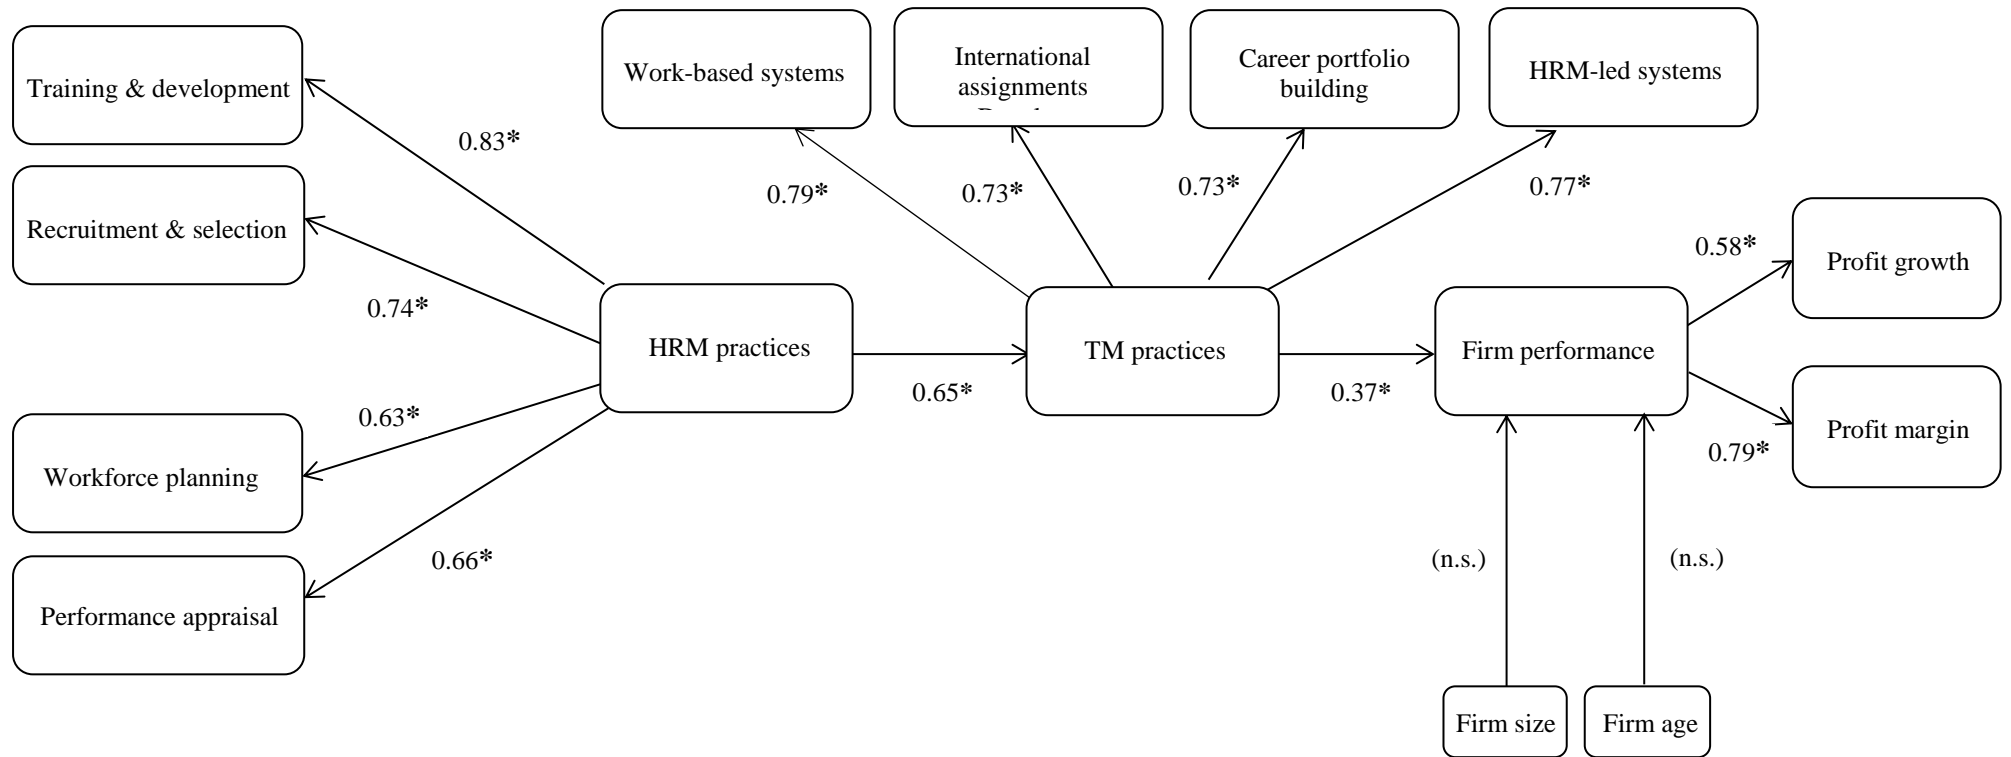 Training & development
Recruitment & selection
Workforce planning
Performance appraisal
0.83*
0.74*
0.63*
0.66*
HRM practices
0.65*
Work-based systems
International
assignments
Career portfolio
building
HRM-led systems
0.79*
0.73*
0.73*
0.77*
TM practices
0.37*
Firm performance
0.58*
0.79*
Profit growth
Profit margin
(n.s.)
(n.s.)
Firm size
Firm age